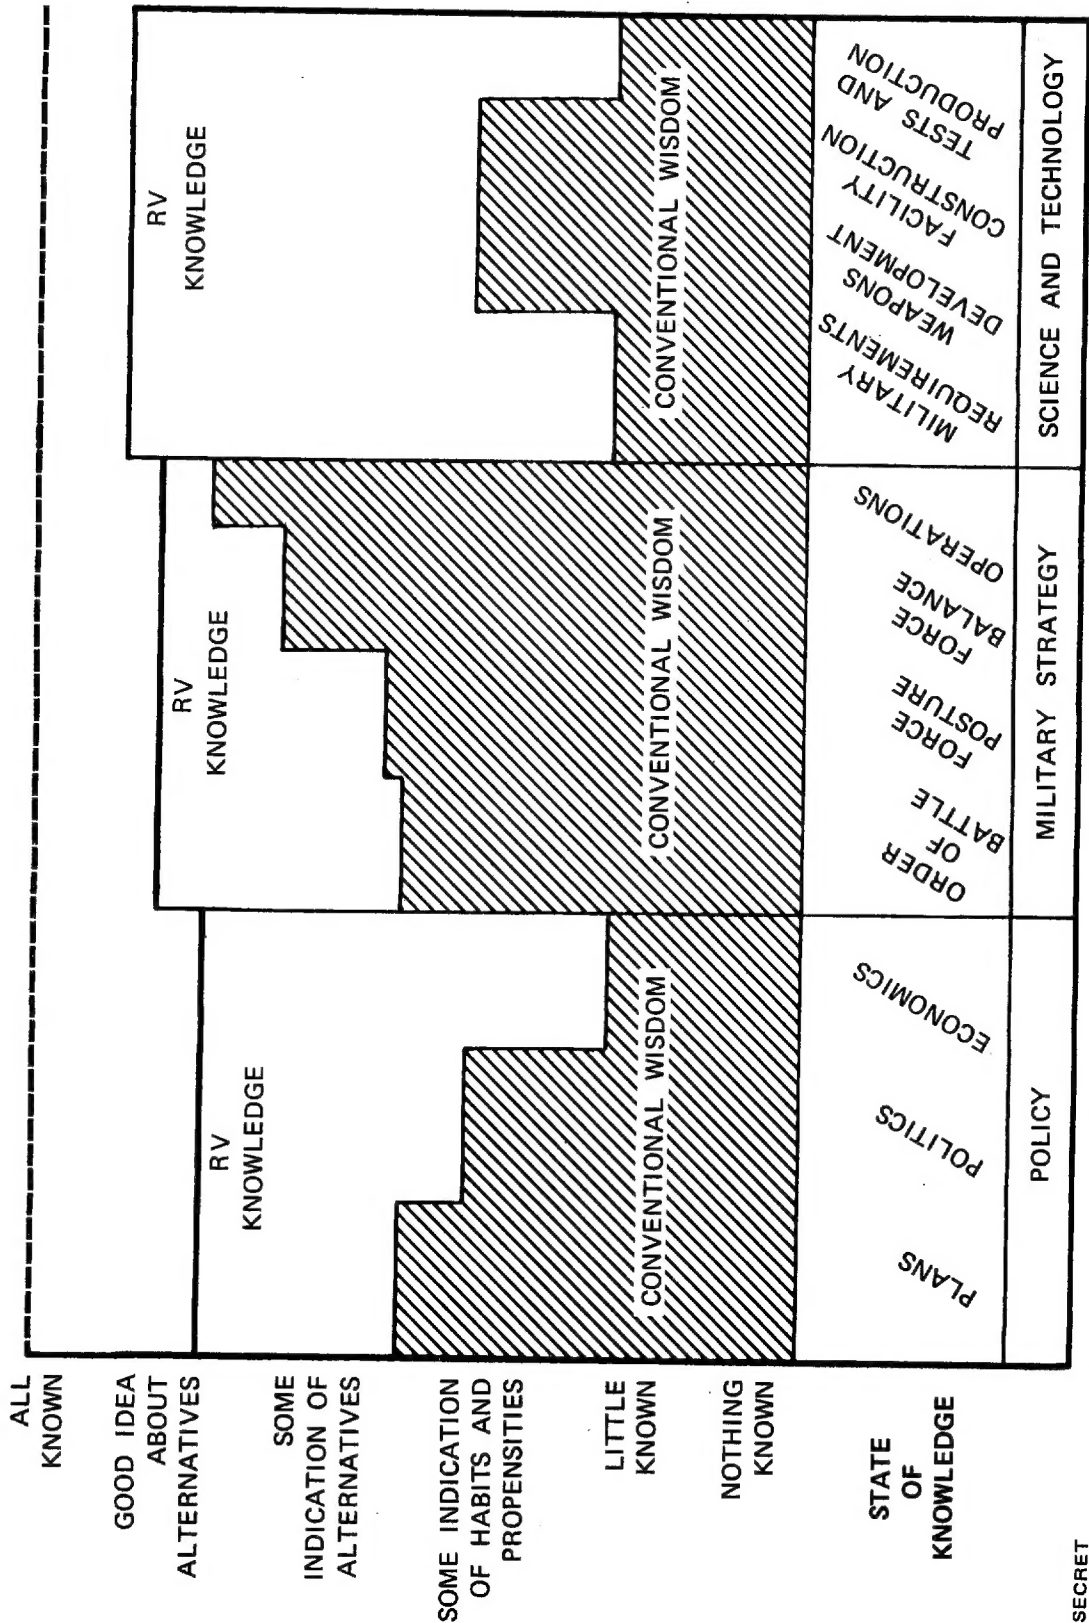 ALL
KNOWN
GOOD IDEA
ABOUT
ALTERNATIVES
SOME
INDICATION OF
ALTERNATIVES
SOME INDICATION
OF HABITS AND
PROPENSITIES
LITTLE
KNOWN
NOTHING
KNOWN
STATE
OF
KNOWLEDGE
RV
KNOWLEDGE
CONVENTIONAL WISDOM
PLANS
POLITICS
ECONOMICS
POLICY
RV
KNOWLEDGE
CONVENTIONAL WISDOM
ORDER
OF
BATTLE
FORCE
POSTURE
FORCE
BALANCE
OPERATIONS
MILITARY STRATEGY
RV
KNOWLEDGE
CONVENTIONAL WISDOM
MILITARY
REQUIREMENTS
WEAPONS
DEVELOPMENT
FACILITY
CONSTRUCTION
TESTS AND
PRODUCTION
SCIENCE AND TECHNOLOGY
SECRET